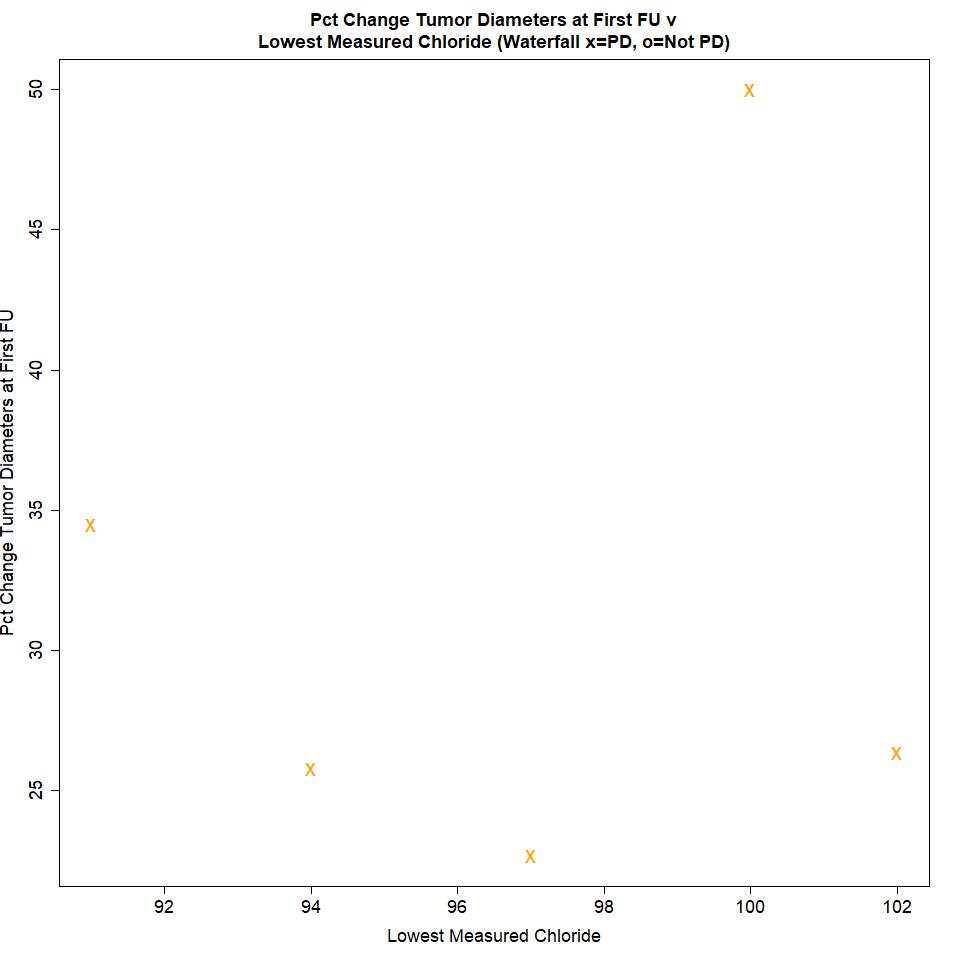 Pct Change Tumor Diameters at First FU v
Lowest Measured Chloride (Waterfall x=PD, o=Not PD)
Pct Change Tumor Diameters at First FU
50
45
40
35
30
25
X
X
X
X
X
92
94
96
98
100
102
Lowest Measured Chloride